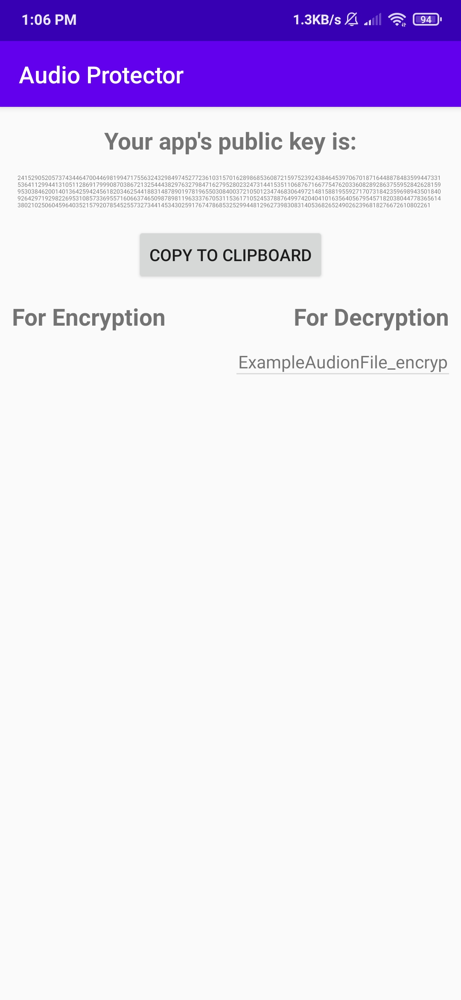 1:06 PM 1.3KB/s 94
Audio Protector
Your app's public key is:
2415290520573743446470044698199471755632432984974527723610315701628986853608721597523924384645397067018716448878483599447331
5364112994413105112869179990870386721325444382976327984716279528023247314415351106876716677547620336082892863755952842628159
9530384620014013642594245618203462544188314878901978196550308400372105012347468306497214815881955927170731842359698943501840
9264297192982269531085733695571606637465098789811963337670531153617105245378876499742040410163564056795457182038044778365614
3802102506045964035215792078545255732734414534302591767478685325299448129627398308314053682652490262396818276672610802261
COPY TO CLIPBOARD
For Encryption For Decryption
ExampleAudionFile_encryp